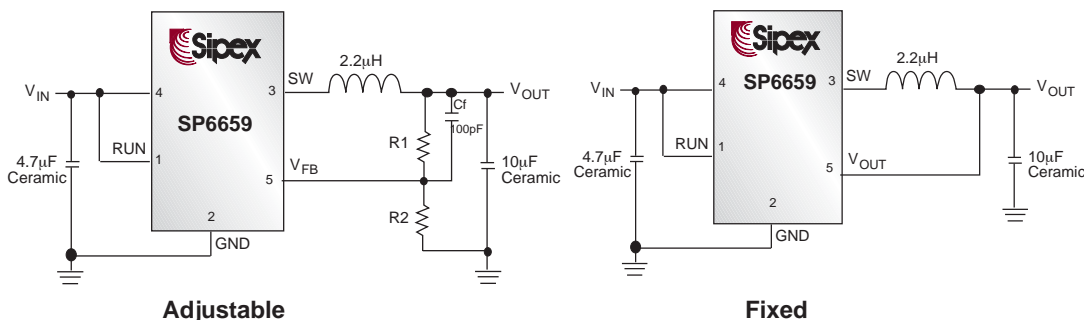 Sipex
SP6659
V_IN
4
RUN
1
4.7µF
Ceramic
2
GND
SW
3
2.2µH
V_FB
5
R1
R2
Cf
100pF
V_OUT
10µF
Ceramic
Adjustable
Sipex
SP6659
V_IN
4
RUN
1
4.7µF
Ceramic
2
GND
SW
3
2.2µH
V_OUT
5
V_OUT
10µF
Ceramic
Fixed